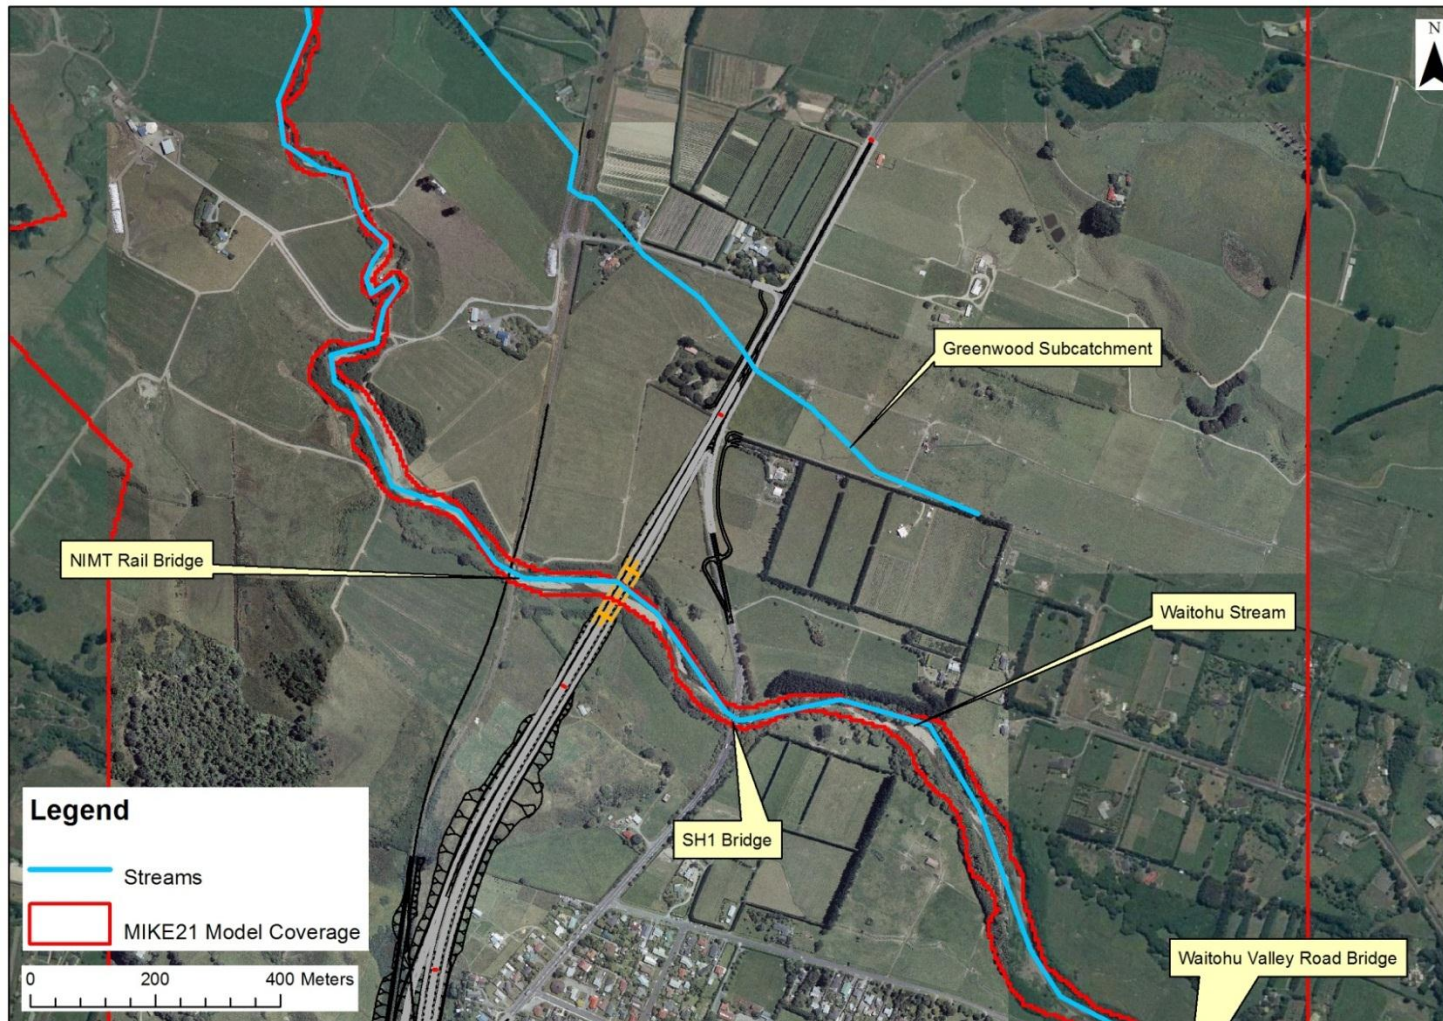 N
Greenwood Subcatchment
NIMT Rail Bridge
Waitohu Stream
SH1 Bridge
Waitohu Valley Road Bridge
Legend
Streams
MIKE21 Model Coverage
0 200 400 Meters